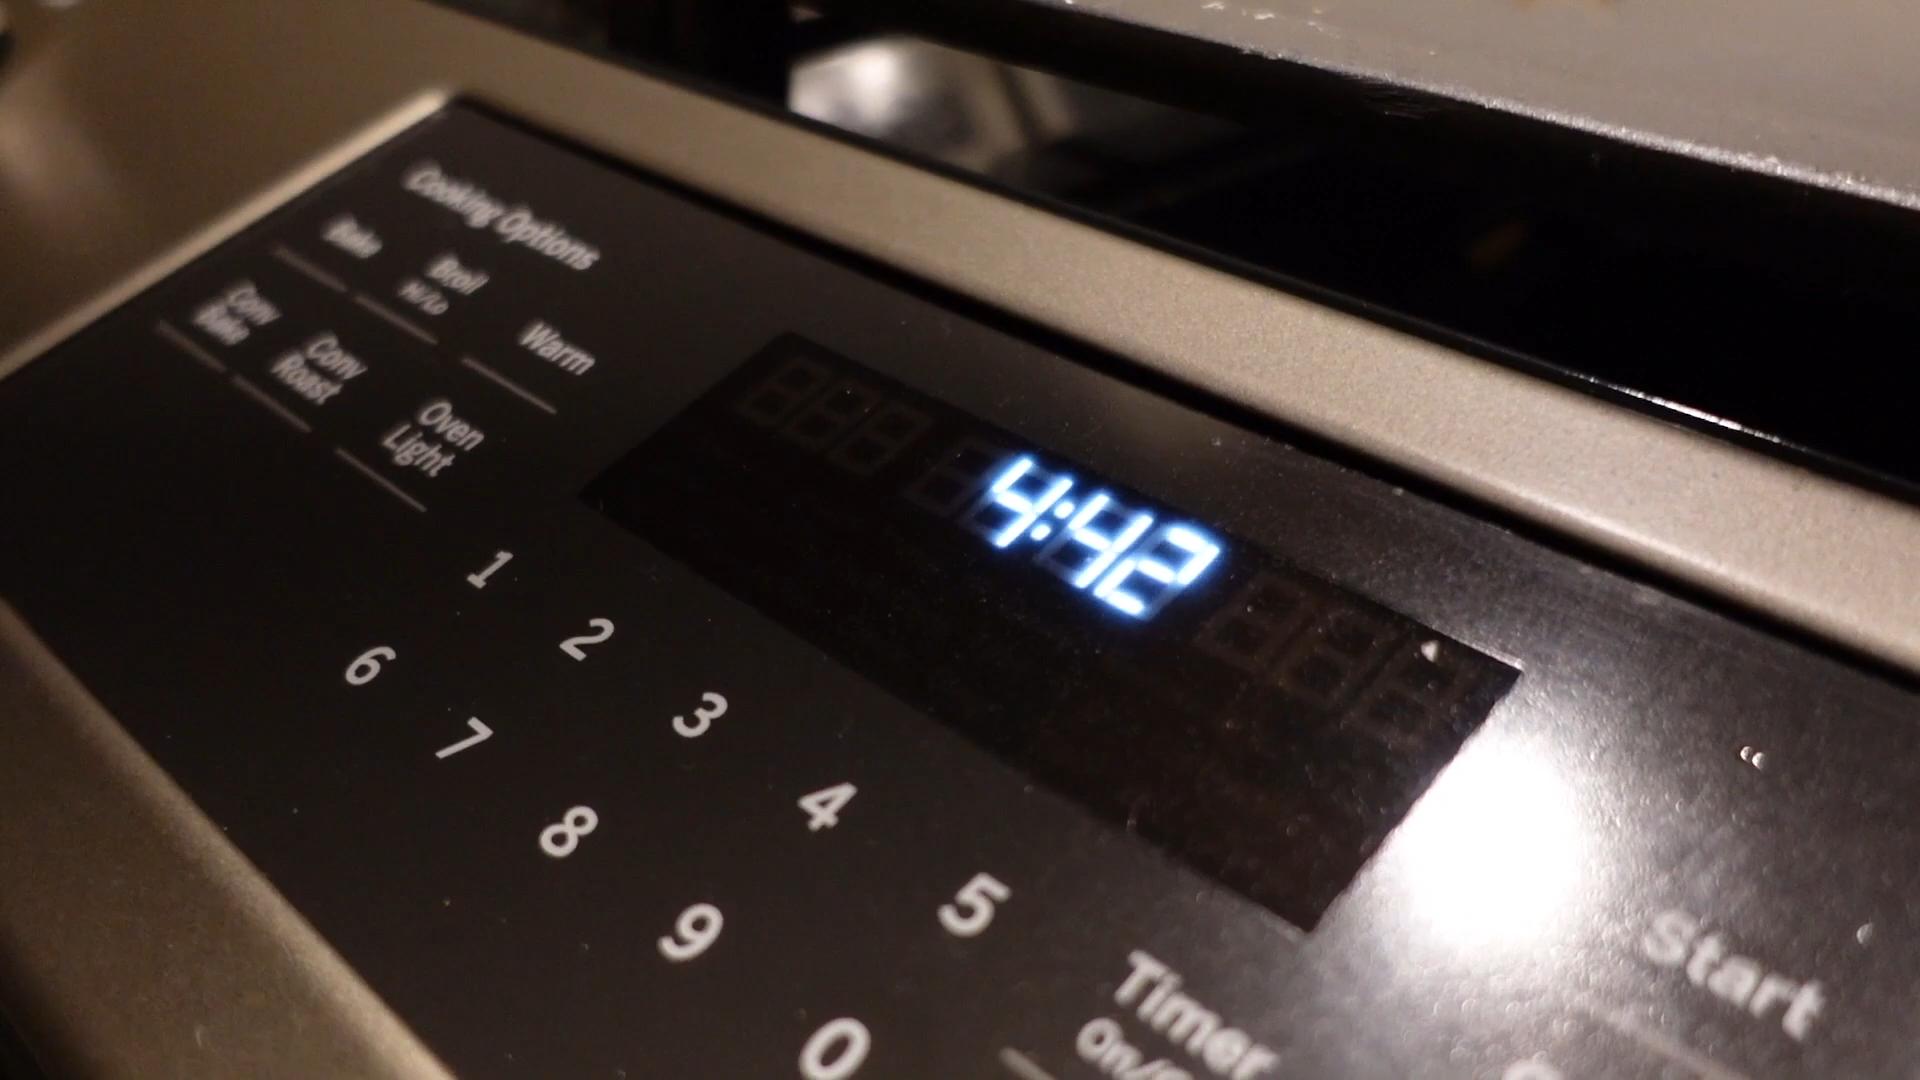 Cooking Options
Bake
Broil
Hi/Lo
Warm
Conv
Bake
Conv
Roast
Oven
Light
4:42
1
2
3
4
5
6
7
8
9
0
Timer
Start